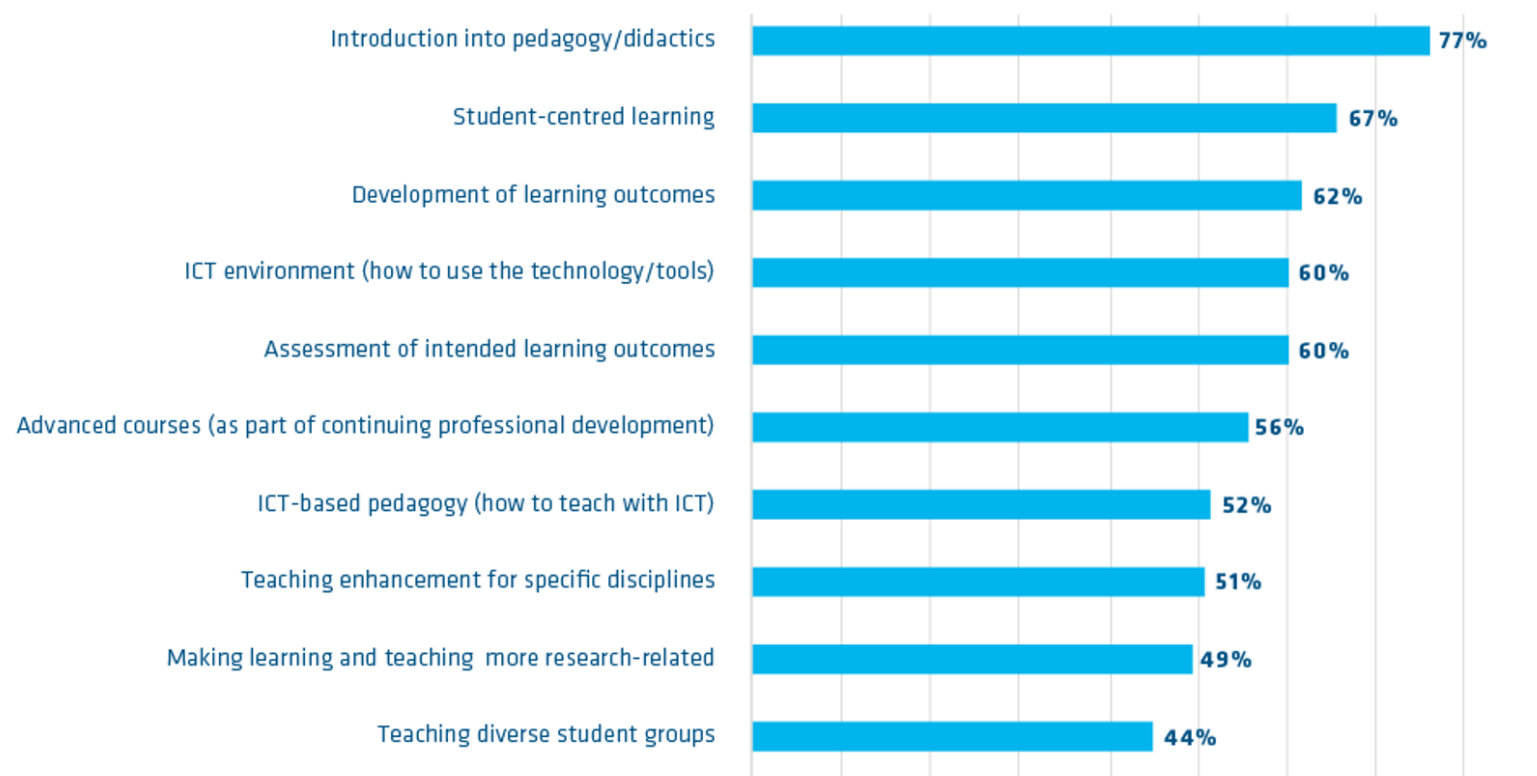 Introduction into pedagogy/didactics 77%
Student-centred learning 67%
Development of learning outcomes 62%
ICT environment (how to use the technology/tools) 60%
Assessment of intended learning outcomes 60%
Advanced courses (as part of continuing professional development) 56%
ICT-based pedagogy (how to teach with ICT) 52%
Teaching enhancement for specific disciplines 51%
Making learning and teaching  more research-related 49%
Teaching diverse student groups 44%